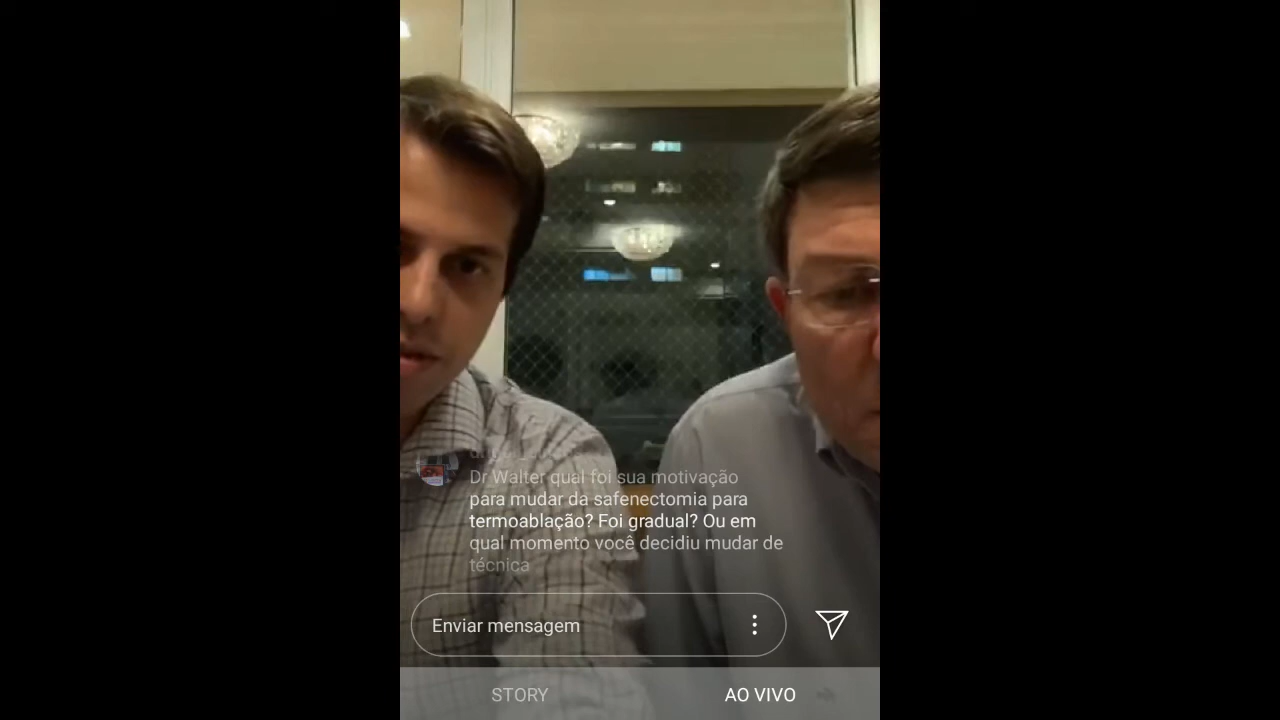 Dr Walter qual foi sua motivação
para mudar da safenectomia para
termoablação? Foi gradual? Ou em
qual momento você decidiu mudar de
técnica
Enviar mensagem
STORY
AO VIVO